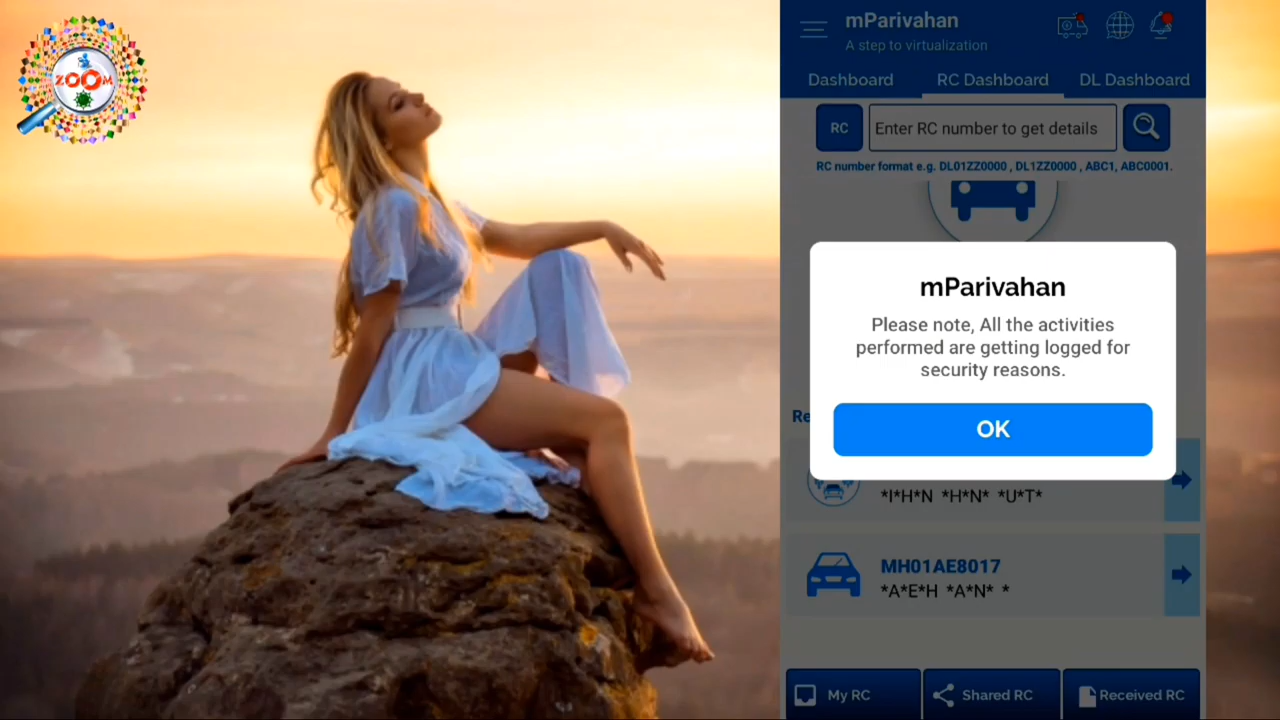 ZOOM
mParivahan
A step to virtualization
Dashboard
RC Dashboard
DL Dashboard
RC
Enter RC number to get details
RC number format e.g. DL01ZZ0000 , DL1ZZ0000 , ABC1, ABC0001.
mParivahan
Please note, All the activities
performed are getting logged for
security reasons.
OK
Re
*I*H*N *H*N* *U*T*
MH01AE8017
*A*E*H *A*N* *
My RC
Shared RC
Received RC